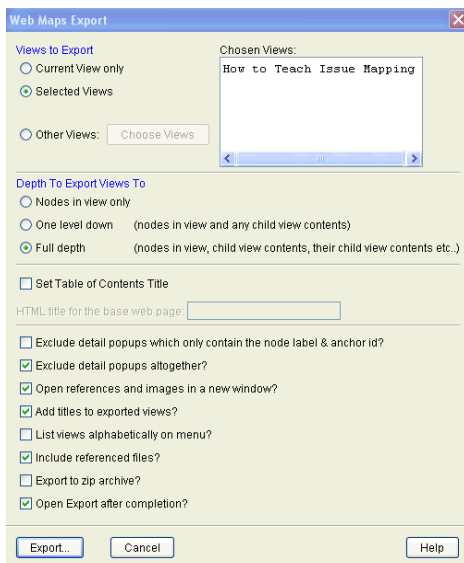 Web Maps Export
Views to Export
Chosen Views:
Current View only
How to Teach Issue Mapping
Selected Views
Other Views:
Choose Views
Depth To Export Views To
Nodes in view only
One level down (nodes in view and any child view contents)
Full depth (nodes in view, child view contents, their child view contents etc..)
Set Table of Contents Title
HTML title for the base web page:
Exclude detail popups which only contain the node label & anchor id?
Exclude detail popups altogether?
Open references and images in a new window?
Add titles to exported views?
List views alphabetically on menu?
Include referenced files?
Export to zip archive?
Open Export after completion?
Export... Cancel Help